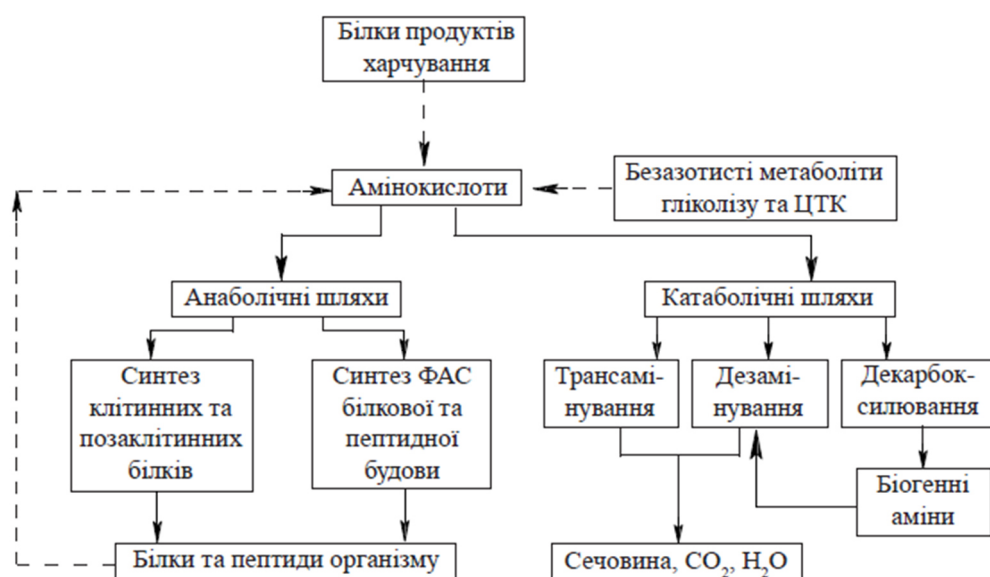 Білки продуктів
харчування
Амінокислоти
Безазотисті метаболіти
гліколізу та ЦТК
Анаболічні шляхи
Катаболічні шляхи
Синтез
клітинних та
позаклітинних
білків
Синтез ФАС
білкової та
пептидної
будови
Трансамі-
нування
Дезамі-
нування
Декарбок-
силювання
Біогенні
аміни
Білки та пептиди організму
Сечовина, CO₂, H₂O